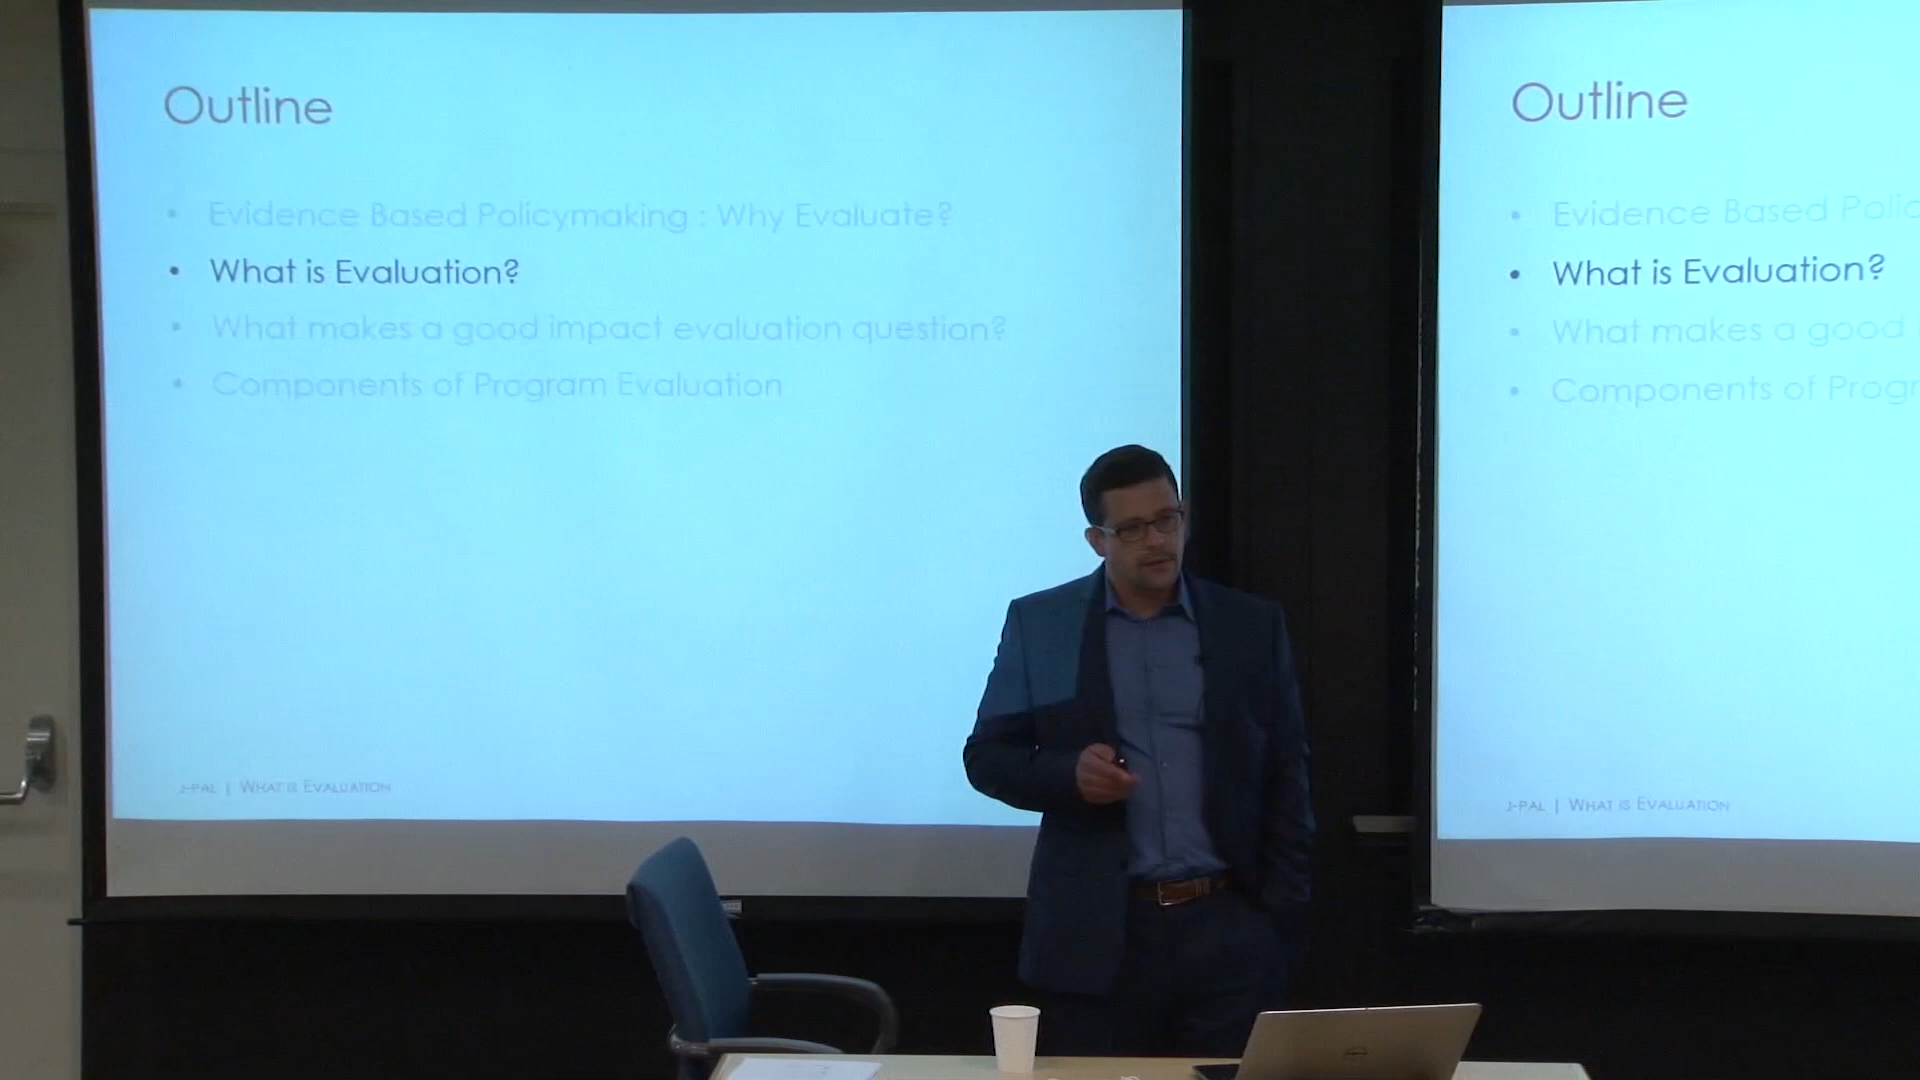 Outline
• Evidence Based Policymaking : Why Evaluate?
• What is Evaluation?
• What makes a good impact evaluation question?
• Components of Program Evaluation
J-PAL | WHAT IS EVALUATION
Outline
• Evidence Based Polic
• What is Evaluation?
• What makes a good
• Components of Progr
J-PAL | WHAT IS EVALUATION